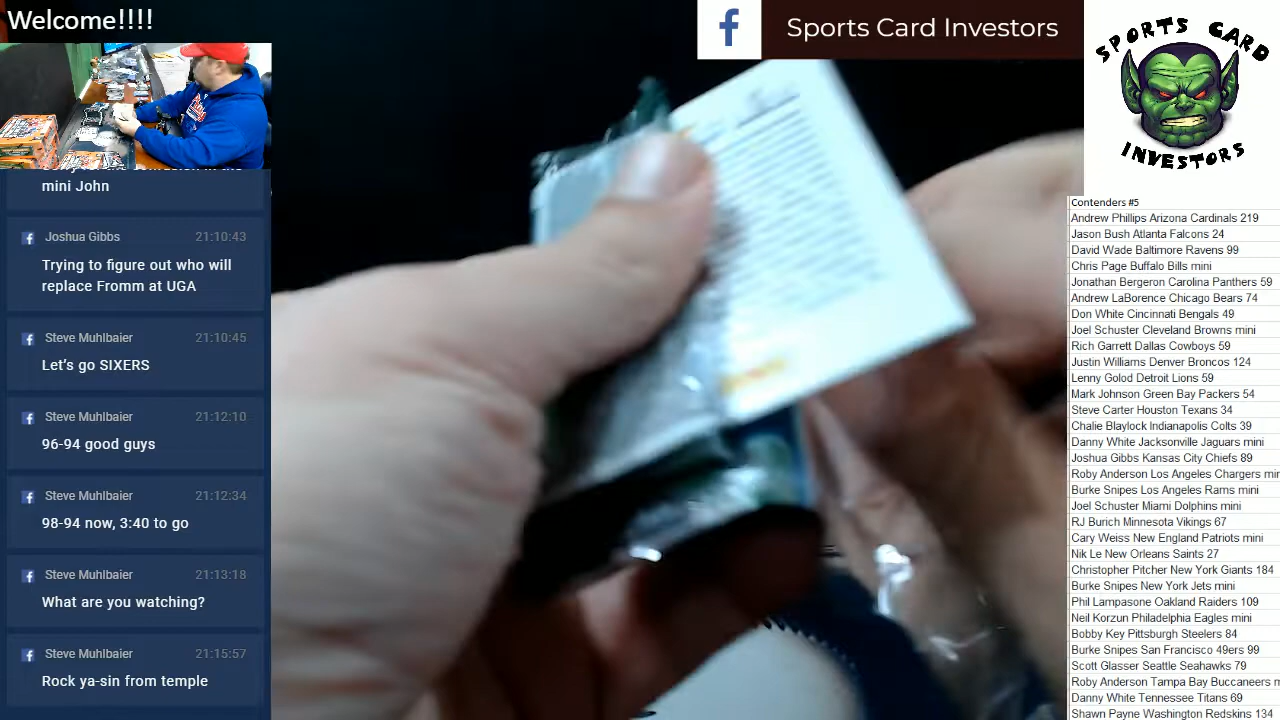 Welcome!!!!
Sports Card Investors
SPORTS CARD
INVESTORS
mini John
Joshua Gibbs 21:10:43
Trying to figure out who will
replace Fromm at UGA
Steve Muhlbaier 21:10:45
Let's go SIXERS
Steve Muhlbaier 21:12:10
96-94 good guys
Steve Muhlbaier 21:12:34
98-94 now, 3:40 to go
Steve Muhlbaier 21:13:18
What are you watching?
Steve Muhlbaier 21:15:57
Rock ya-sin from temple
Contenders #5
Andrew Phillips Arizona Cardinals 219
Jason Bush Atlanta Falcons 24
David Wade Baltimore Ravens 99
Chris Page Buffalo Bills mini
Jonathan Bergeron Carolina Panthers 59
Andrew LaBorence Chicago Bears 74
Don White Cincinnati Bengals 49
Joel Schuster Cleveland Browns mini
Rich Garrett Dallas Cowboys 59
Justin Williams Denver Broncos 124
Lenny Golod Detroit Lions 59
Mark Johnson Green Bay Packers 54
Steve Carter Houston Texans 34
Chalie Blaylock Indianapolis Colts 39
Danny White Jacksonville Jaguars mini
Joshua Gibbs Kansas City Chiefs 89
Roby Anderson Los Angeles Chargers min
Burke Snipes Los Angeles Rams mini
Joel Schuster Miami Dolphins mini
RJ Burich Minnesota Vikings 67
Cary Weiss New England Patriots mini
Nik Le New Orleans Saints 27
Christopher Pitcher New York Giants 184
Burke Snipes New York Jets mini
Phil Lampasone Oakland Raiders 109
Neil Korzun Philadelphia Eagles mini
Bobby Key Pittsburgh Steelers 84
Burke Snipes San Francisco 49ers 99
Scott Glasser Seattle Seahawks 79
Roby Anderson Tampa Bay Buccaneers m
Danny White Tennessee Titans 69
Shawn Payne Washington Redskins 134